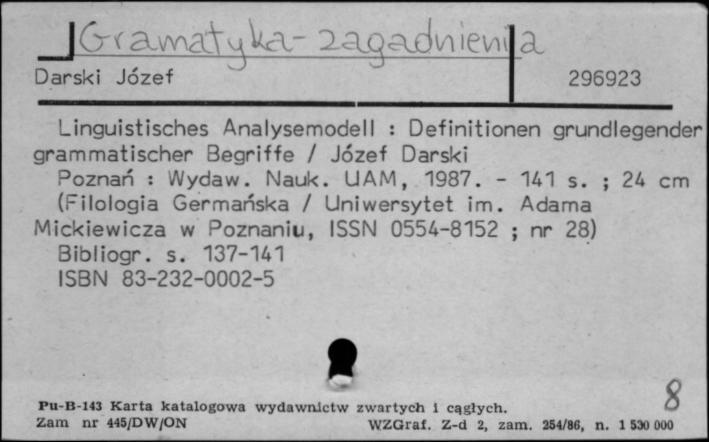 Gramatyka - zagadnienia
Darski Józef 296923
Linguistisches Analysemodell : Definitionen grundlegender
grammatischer Begriffe / Józef Darski
Poznań : Wydaw. Nauk. UAM, 1987. - 141 s. ; 24 cm
(Filologia Germańska / Uniwersytet im. Adama
Mickiewicza w Poznaniu, ISSN 0554-8152 ; nr 28)
Bibliogr. s. 137-141
ISBN 83-232-0002-5
8
Pu-B-143 Karta katalogowa wydawnictw zwartych i cągłych.
Zam nr 445/DW/ON WZGraf. Z-d 2, zam. 254/86, n. 1 530 000